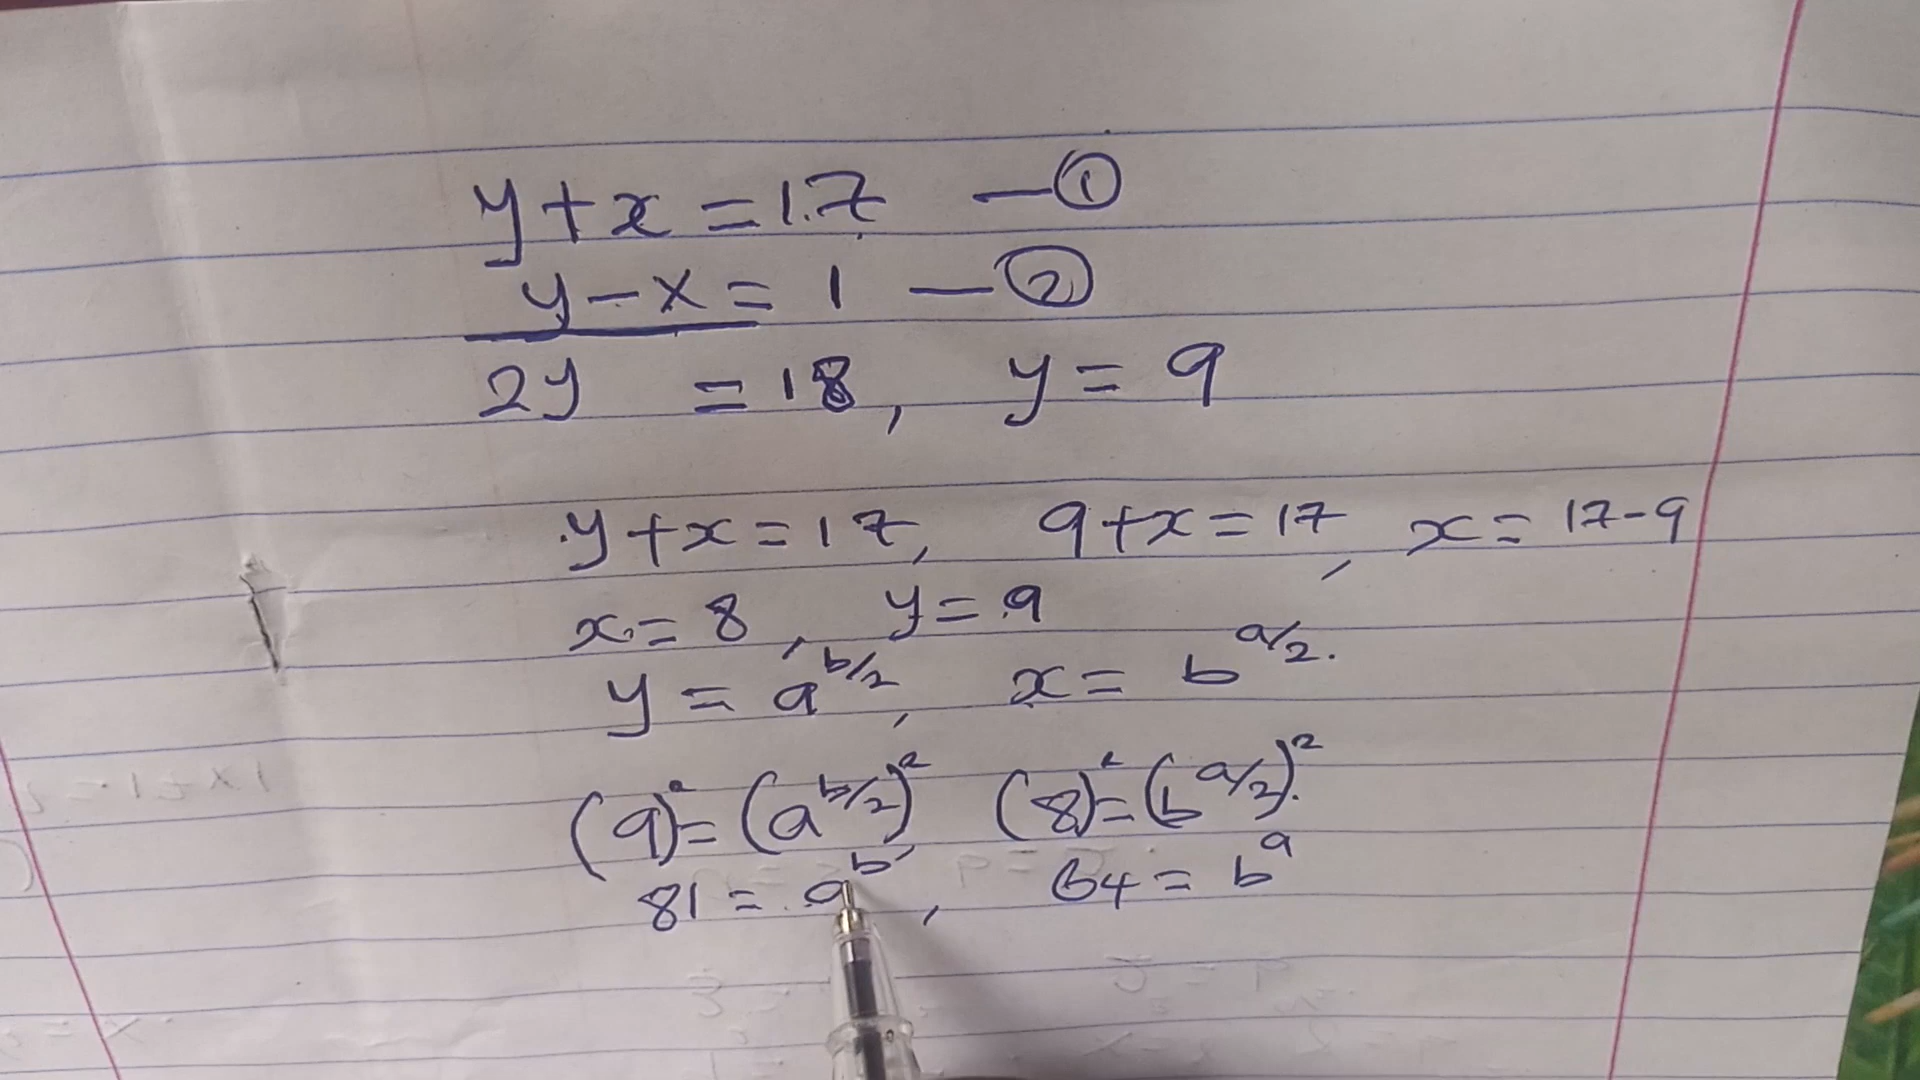 y + x = 17 — ①
y − x = 1 — ②
2y = 18, y = 9
y + x = 17, 9 + x = 17, x = 17 − 9
x = 8, y = 9
y = a^(b/2), x = b^(a/2).
(9)² = (a^(b/2))², (8)² = (b^(a/2))².
81 = a^b, 64 = b^a